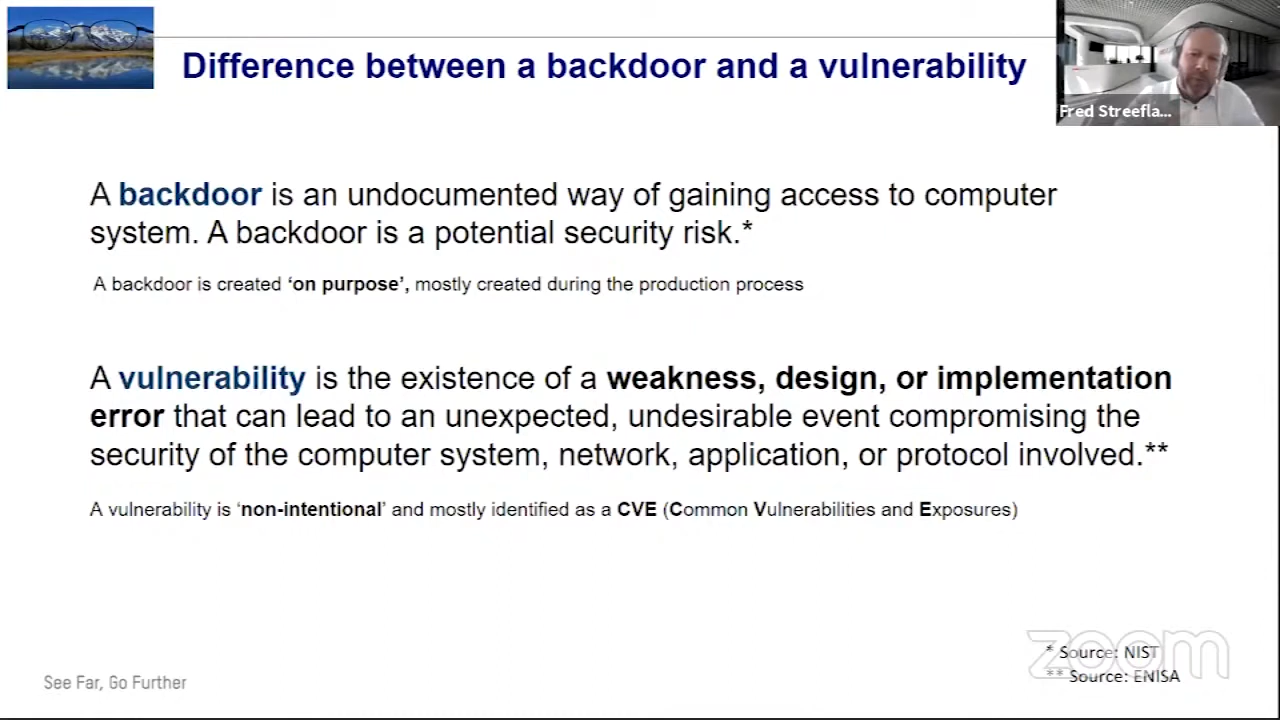 Difference between a backdoor and a vulnerability
Fred Streefla...
A backdoor is an undocumented way of gaining access to computer
system. A backdoor is a potential security risk.*
A backdoor is created ‘on purpose’, mostly created during the production process
A vulnerability is the existence of a weakness, design, or implementation
error that can lead to an unexpected, undesirable event compromising the
security of the computer system, network, application, or protocol involved.**
A vulnerability is ‘non-intentional’ and mostly identified as a CVE (Common Vulnerabilities and Exposures)
zoom
* Source: NIST
** Source: ENISA
See Far, Go Further